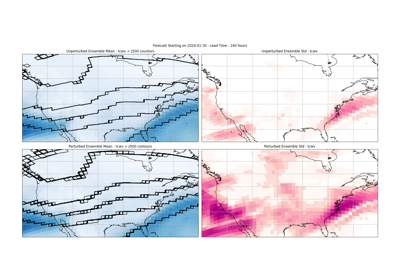 Forecast Starting on 2024-01-30 - Lead Time - 240 hours
Unperturbed Ensemble Mean - tcwv + z500 countors
Unperturbed Ensemble Std - tcwv
Perturbed Ensemble Mean - tcwv + z500 contours
Perturbed Ensemble Std - tcwv